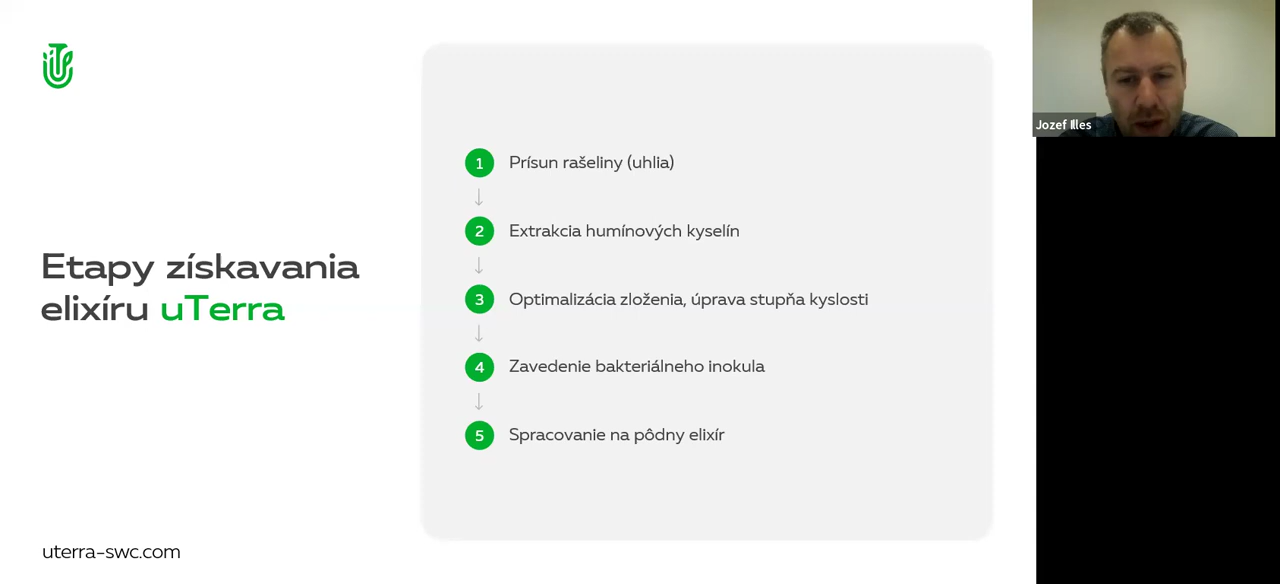 Etapy získavania
elixíru uTerra
1 Prísun rašeliny (uhlia)
2 Extrakcia humínových kyselín
3 Optimalizácia zloženia, úprava stupňa kyslosti
4 Zavedenie bakteriálneho inokula
5 Spracovanie na pôdny elixír
uterra-swc.com
Jozef Illes